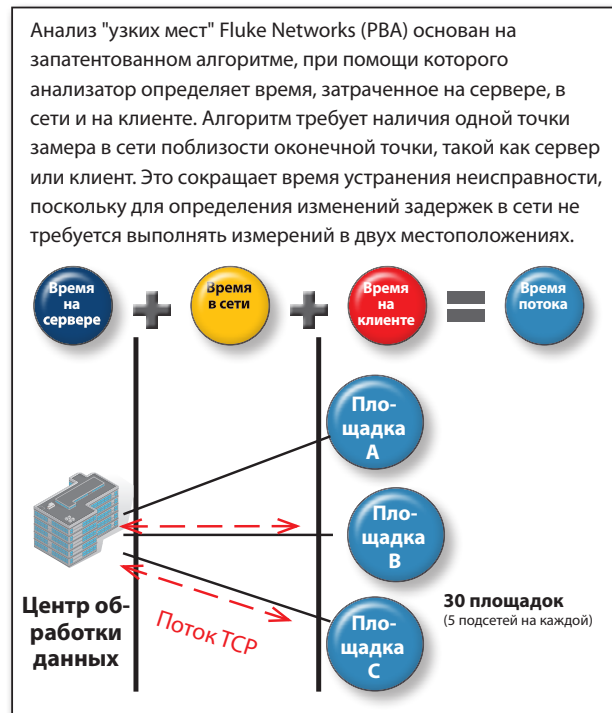 Анализ "узких мест" Fluke Networks (PBA) основан на
запатентованном алгоритме, при помощи которого
анализатор определяет время, затраченное на сервере, в
сети и на клиенте. Алгоритм требует наличия одной точки
замера в сети поблизости оконечной точки, такой как сервер
или клиент. Это сокращает время устранения неисправности,
поскольку для определения изменений задержек в сети не
требуется выполнять измерений в двух местоположениях.
Время
на
сервере
+
Время
в сети
+
Время
на
клиенте
=
Время
потока
Пло-
щадка
A
Пло-
щадка
B
Пло-
щадка
C
Центр об-
работки
данных
Поток TCP
30 площадок
(5 подсетей на каждой)